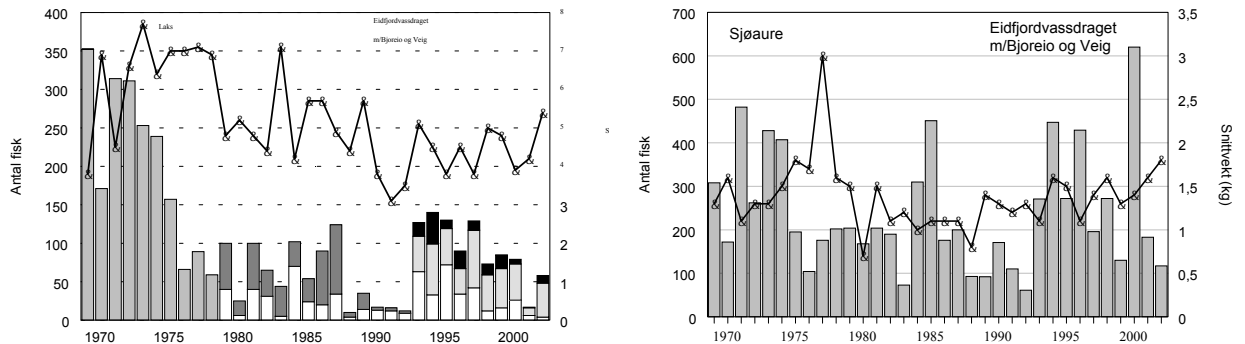 Laks
Eidfjordvassdraget
m/Bjoreio og Veig
Antal fisk
400
350
300
250
200
150
100
50
0
8
7
6
5
4
3
2
1
0
S
1970 1975 1980 1985 1990 1995 2000
Sjøaure
Eidfjordvassdraget
m/Bjoreio og Veig
Antal fisk
700
600
500
400
300
200
100
0
3,5
3
2,5
2
1,5
1
0,5
0
Snittvekt (kg)
1970 1975 1980 1985 1990 1995 2000